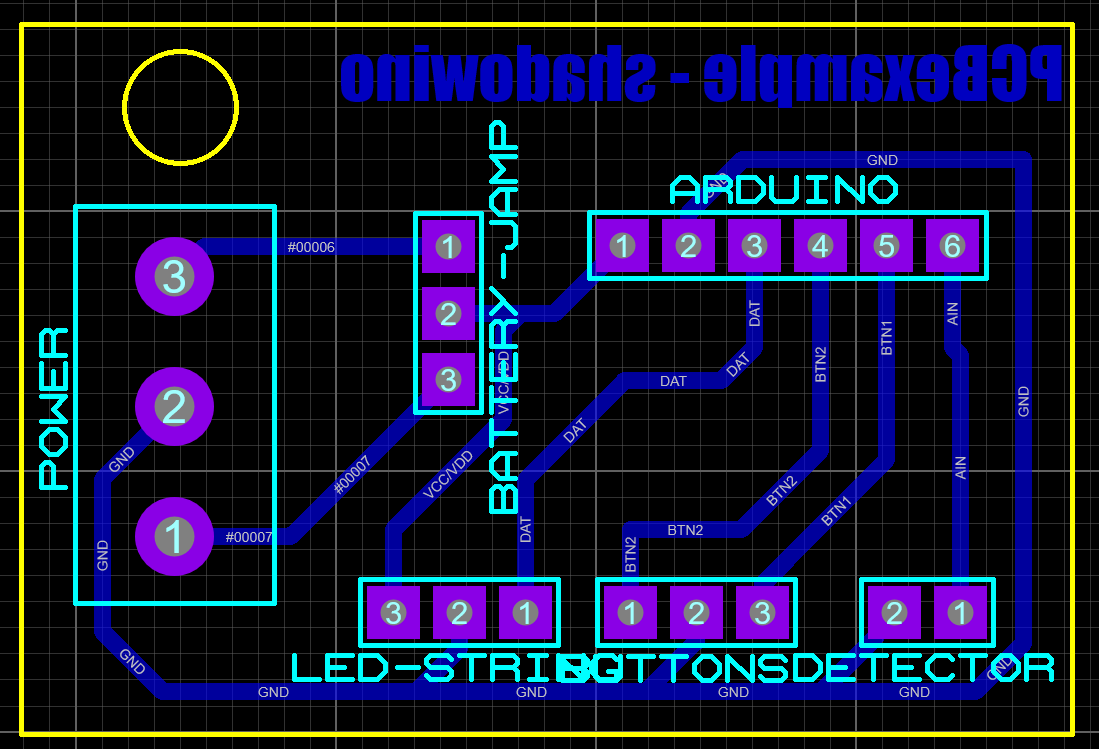 PCBexample - shadowino
GND
GND
ARDUINO
BATTERY-JAMP
#00006
1
1
2
3
4
5
6
3
2
DAT
AIN
BTN1
POWER
VCC/VDD
BTN2
DAT
DAT
3
2
GND
DAT
GND
AIN
#00007
VCC/VDD
BTN2
BTN1
1
#00007
DAT
BTN2
BTN2
GND
3
2
1
1
2
3
2
1
GND
LED-STRING
BUTTONS
DETECTOR
GND
GND
GND
GND
GND